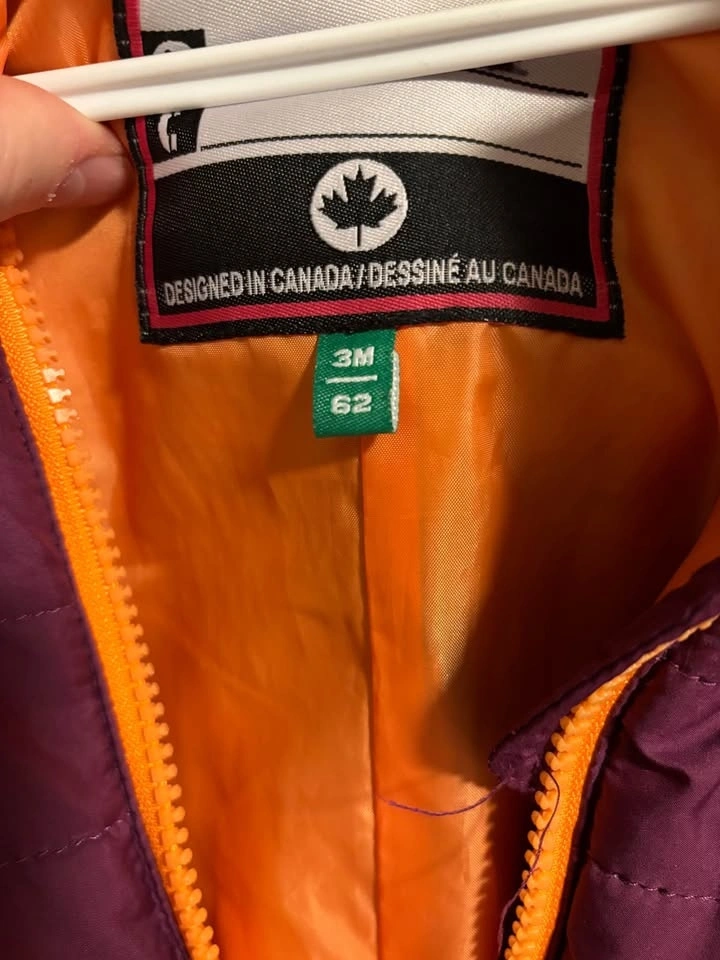 DESIGNED IN CANADA / DESSINÉ AU CANADA
3M
62